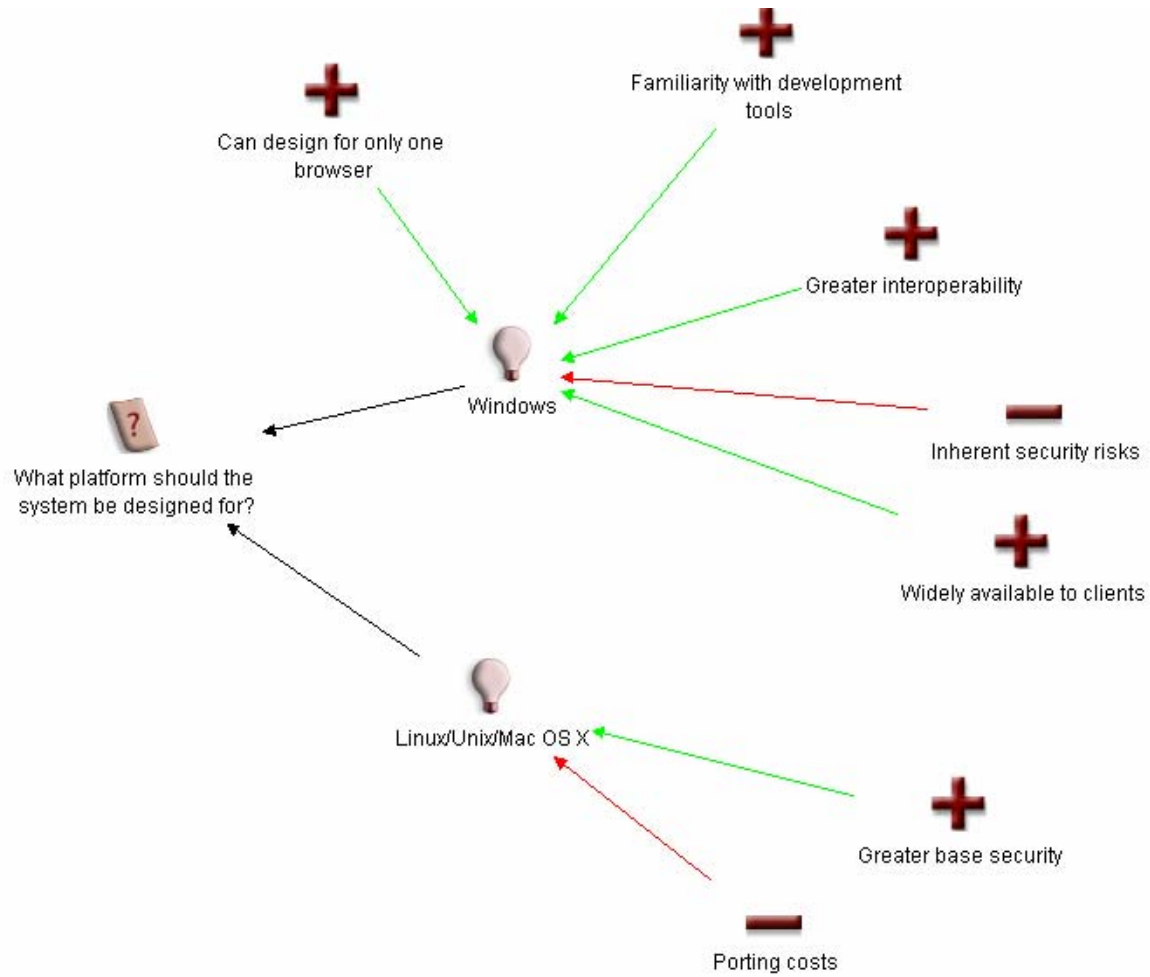 Familiarity with development
tools
Can design for only one
browser
Greater interoperability
Windows
Inherent security risks
?
What platform should the
system be designed for?
Widely available to clients
Linux/Unix/Mac OS X
Greater base security
Porting costs